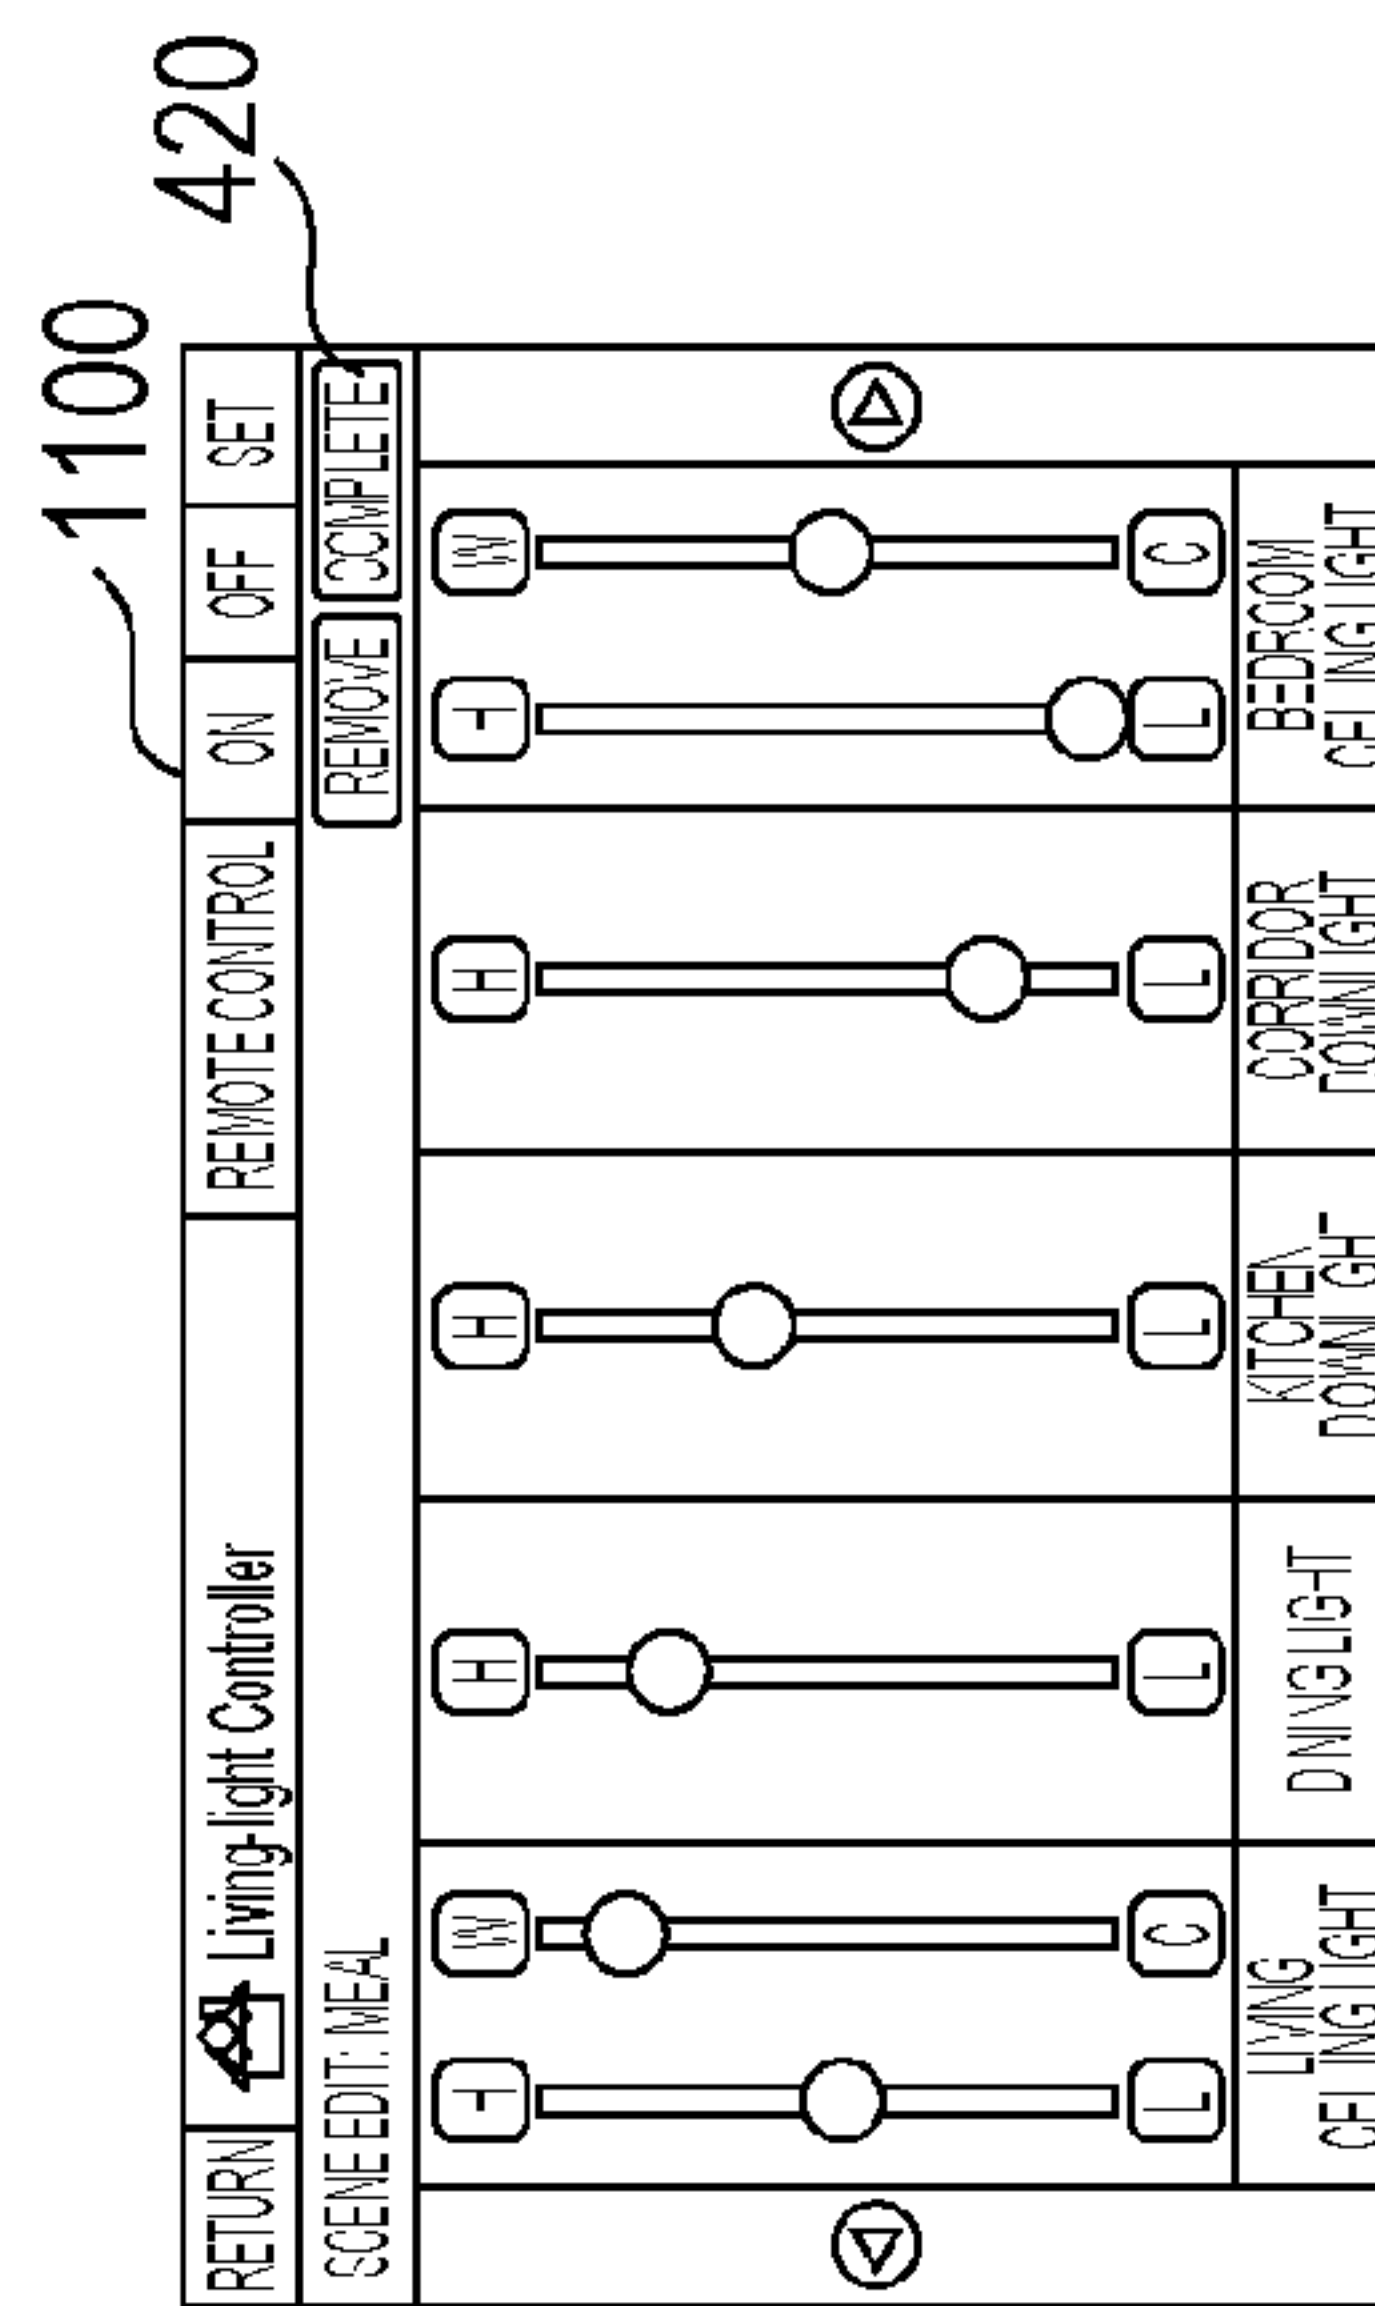 1100
420
RETURN
Living-light Controller
REMOTE CONTROL
ON
OFF
SET
SCENE EDIT: MEAL
REMOVE
COMPLETE
H
W
H
H
H
H
W
L
C
L
L
L
L
C
LIVING
CEILING LIGHT
DINING LIGHT
KITCHEN
DOWNLIGHT
CORRIDOR
DOWNLIGHT
BEDROOM
CEILING LIGHT